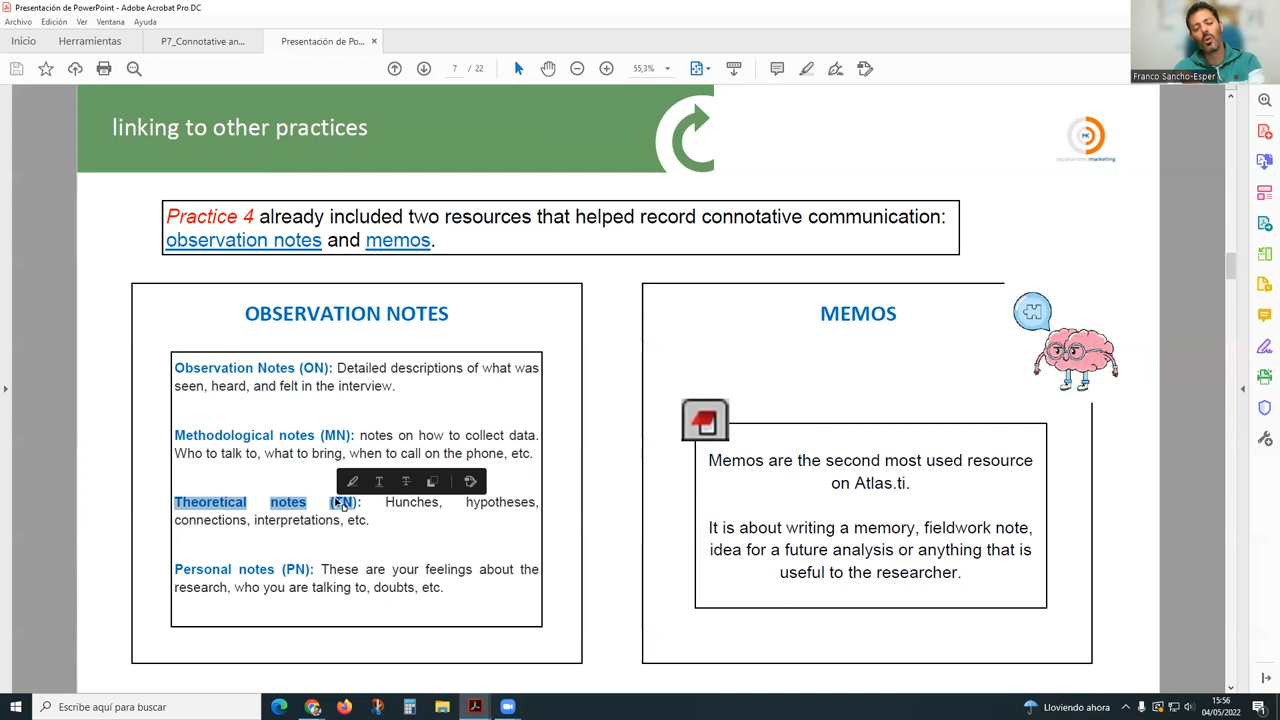 Presentación de PowerPoint - Adobe Acrobat Pro DC
Archivo Edición Ver Ventana Ayuda
Inicio Herramientas P7_Connotative an... Presentación de Po... ×
7 / 22 55,3%
Franco Sancho-Esper
linking to other practices
MK
departamentomarketing
Practice 4 already included two resources that helped record connotative communication:
observation notes and memos.
OBSERVATION NOTES
Observation Notes (ON): Detailed descriptions of what was
seen, heard, and felt in the interview.
Methodological notes (MN): notes on how to collect data.
Who to talk to, what to bring, when to call on the phone, etc.
Theoretical notes (TN): Hunches, hypotheses,
connections, interpretations, etc.
Personal notes (PN): These are your feelings about the
research, who you are talking to, doubts, etc.
MEMOS
Memos are the second most used resource
on Atlas.ti.
It is about writing a memory, fieldwork note,
idea for a future analysis or anything that is
useful to the researcher.
Escribe aquí para buscar
Lloviendo ahora
15:56
04/05/2022